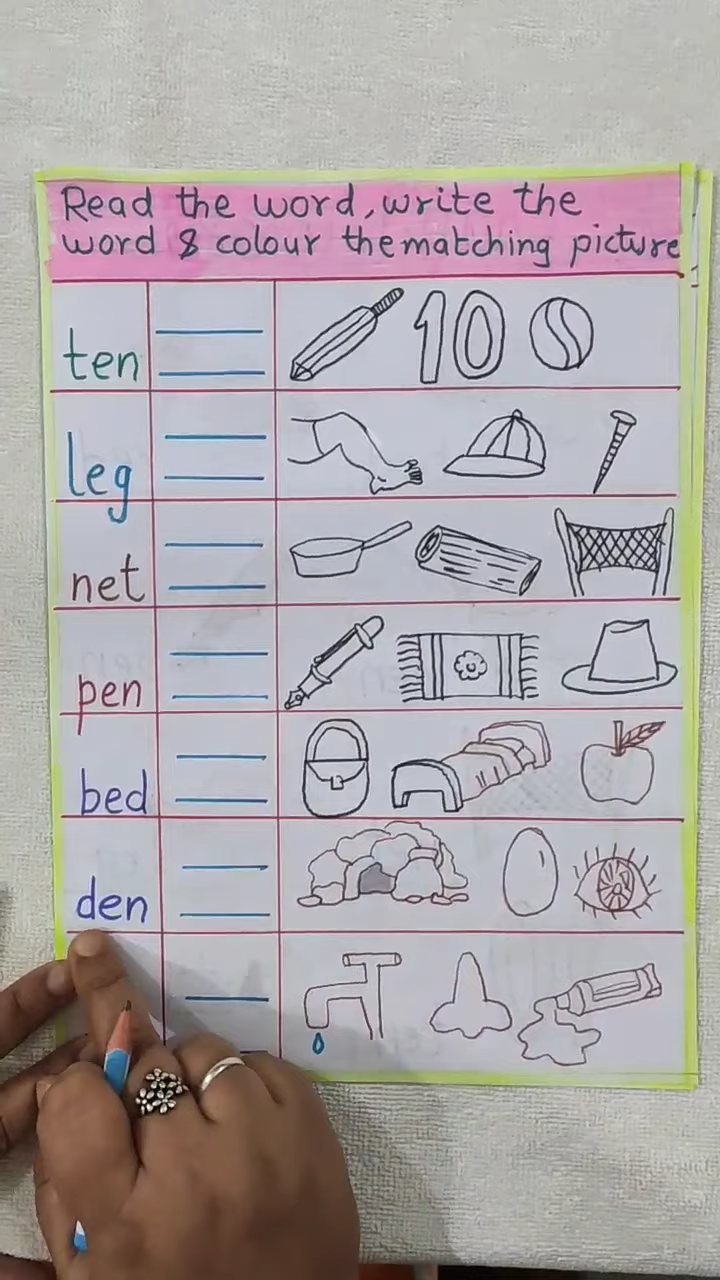 Read the word, write the
word & colour the matching picture
ten
10
leg
net
pen
bed
den